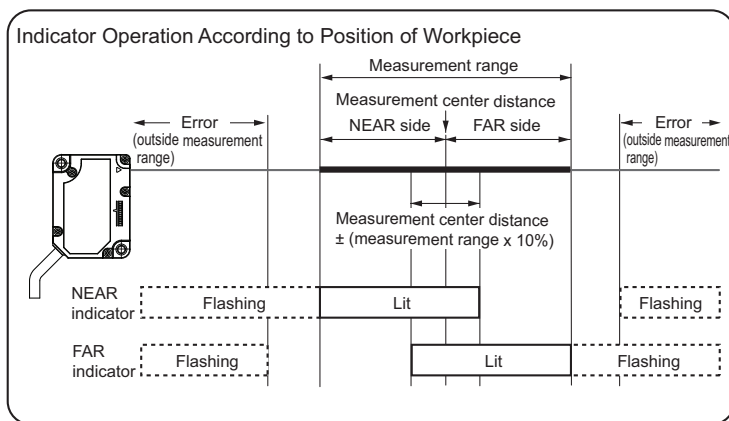 Indicator Operation According to Position of Workpiece
Measurement range
Measurement center distance
Error
(outside measurement
range)
NEAR side
FAR side
Error
(outside measurement
range)
Measurement center distance
± (measurement range x 10%)
NEAR
indicator
Flashing
Lit
Flashing
FAR
indicator
Flashing
Lit
Flashing